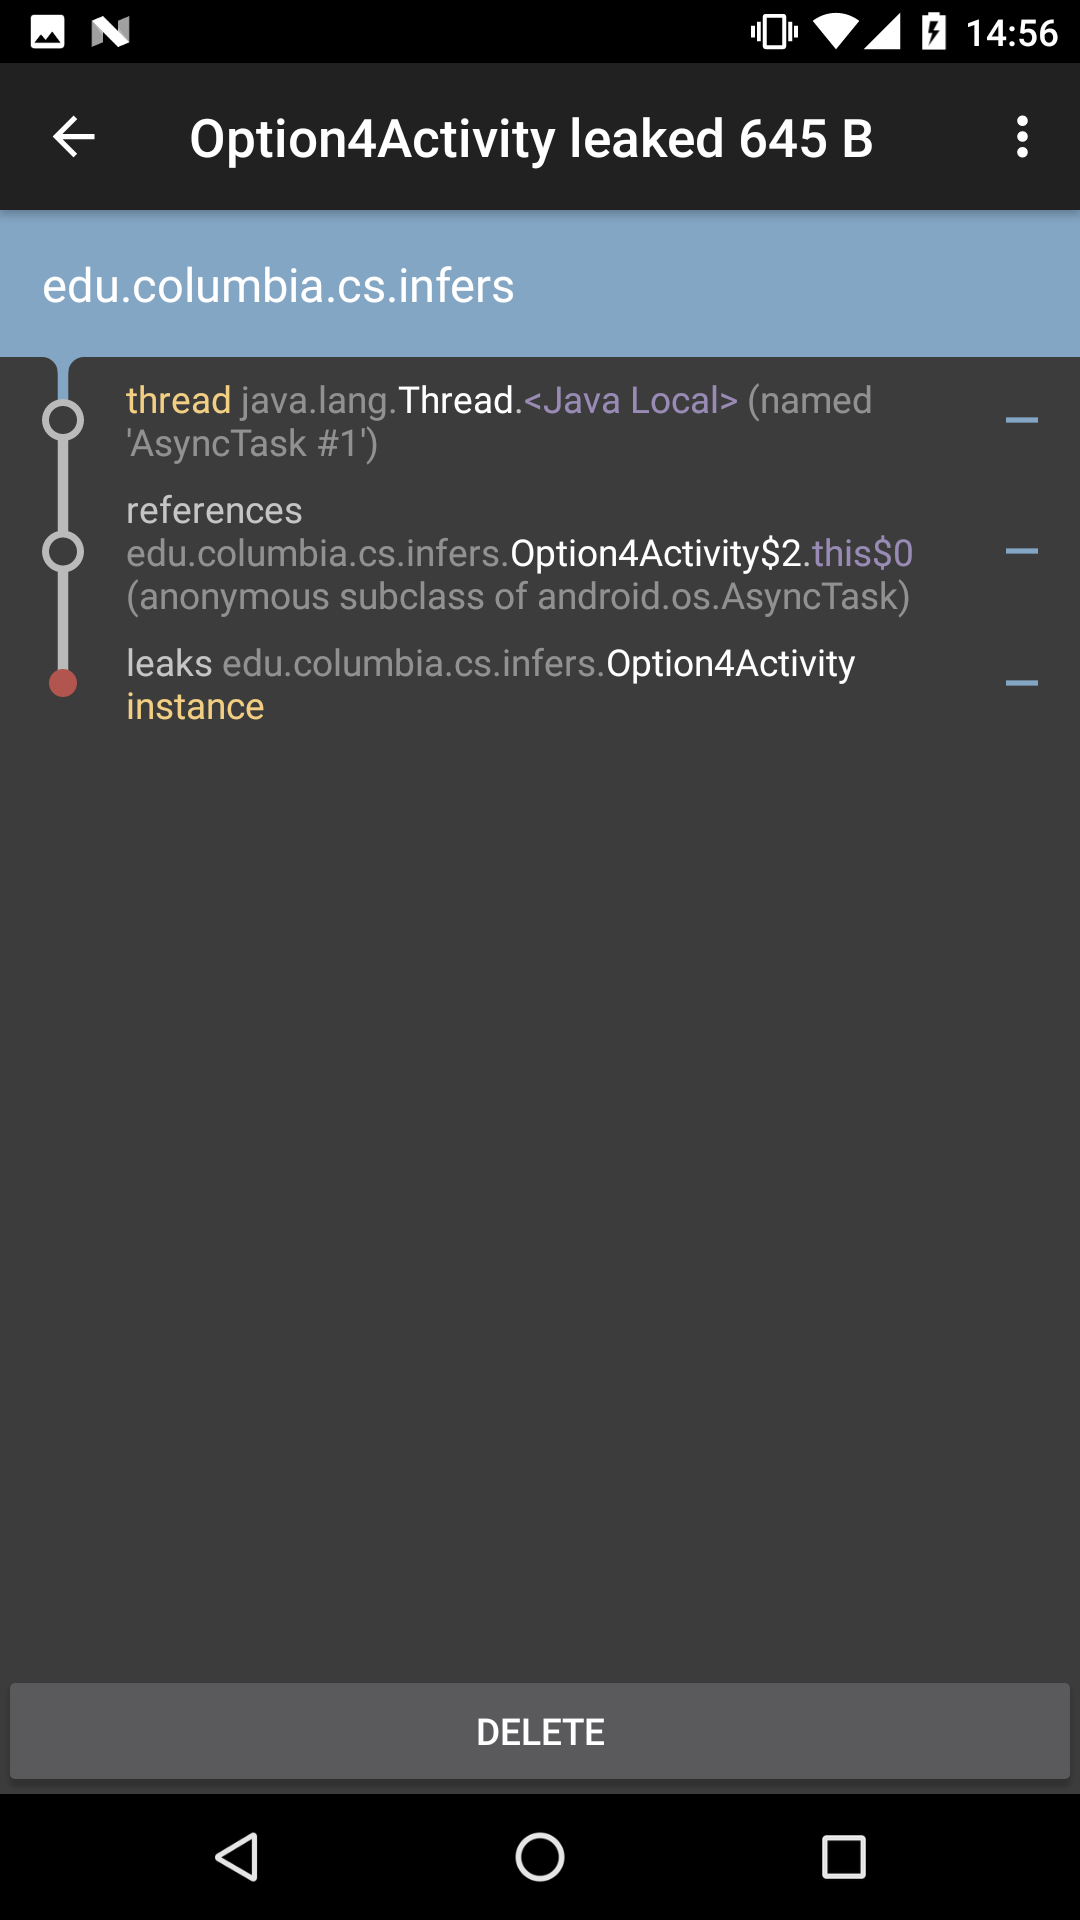 14:56
Option4Activity leaked 645 B
edu.columbia.cs.infers
thread java.lang.Thread.<Java Local> (named
'AsyncTask #1')
references
edu.columbia.cs.infers.Option4Activity$2.this$0
(anonymous subclass of android.os.AsyncTask)
leaks edu.columbia.cs.infers.Option4Activity
instance
DELETE